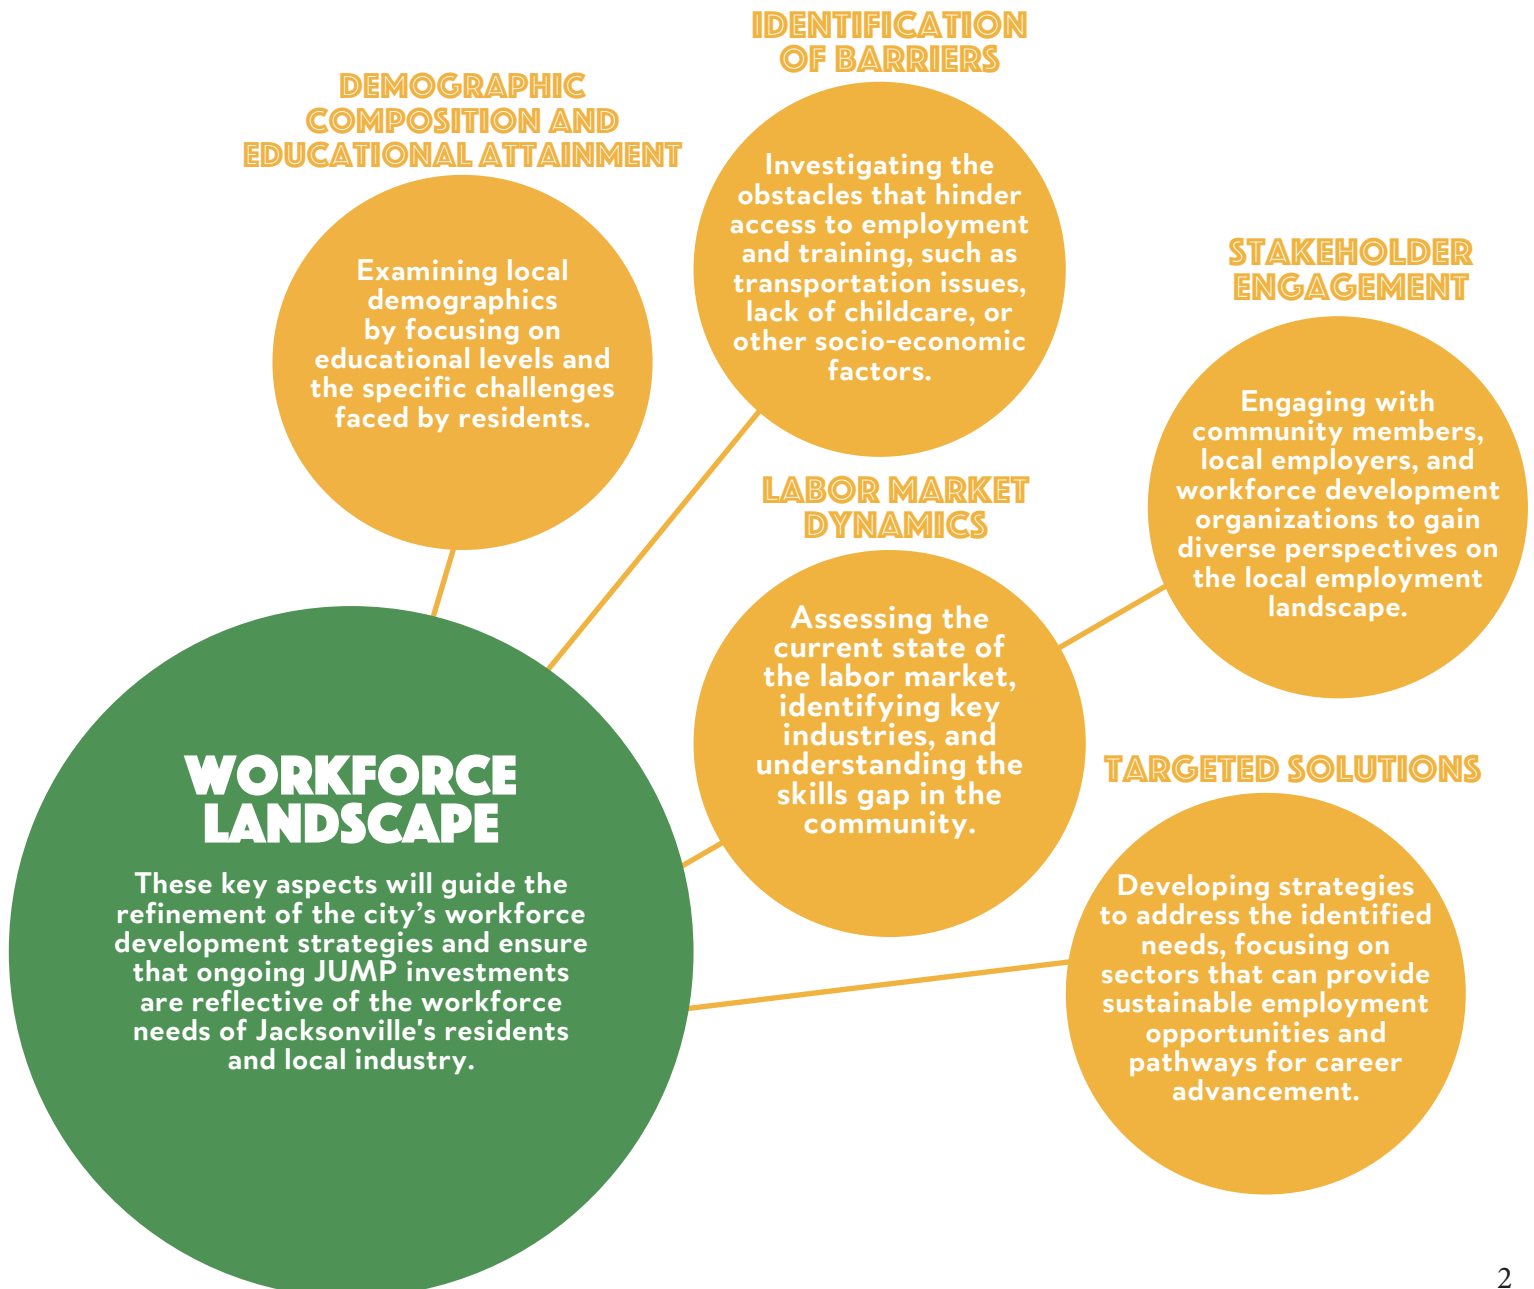 IDENTIFICATION
OF BARRIERS
Investigating the
obstacles that hinder
access to employment
and training, such as
transportation issues,
lack of childcare, or
other socio-economic
factors.
DEMOGRAPHIC
COMPOSITION AND
EDUCATIONAL ATTAINMENT
Examining local
demographics
by focusing on
educational levels and
the specific challenges
faced by residents.
STAKEHOLDER
ENGAGEMENT
Engaging with
community members,
local employers, and
workforce development
organizations to gain
diverse perspectives on
the local employment
landscape.
LABOR MARKET
DYNAMICS
Assessing the
current state of
the labor market,
identifying key
industries, and
understanding the
skills gap in the
community.
WORKFORCE
LANDSCAPE
These key aspects will guide the
refinement of the city’s workforce
development strategies and ensure
that ongoing JUMP investments
are reflective of the workforce
needs of Jacksonville's residents
and local industry.
TARGETED SOLUTIONS
Developing strategies
to address the identified
needs, focusing on
sectors that can provide
sustainable employment
opportunities and
pathways for career
advancement.
2